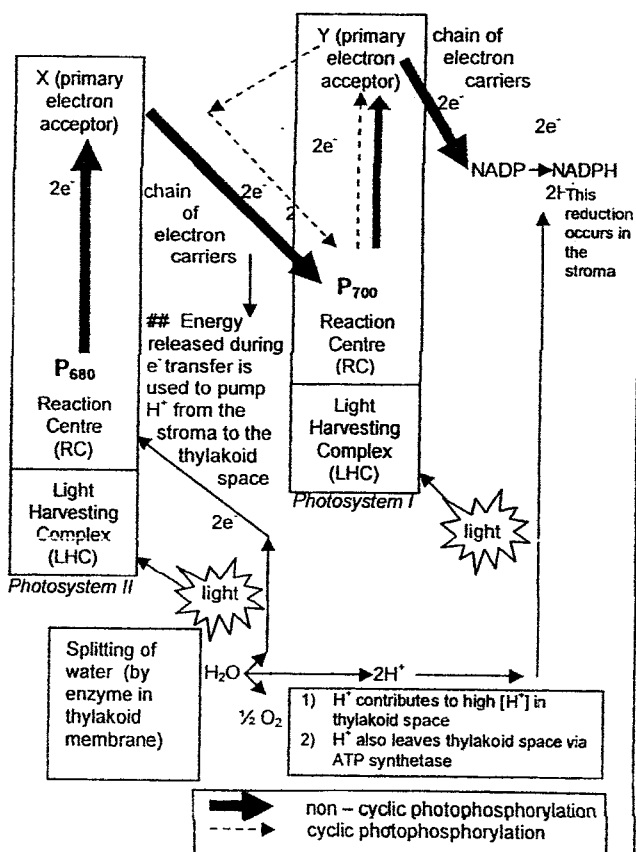 X (primary
electron
acceptor)
2e⁻
P₆₈₀
Reaction
Centre
(RC)
Light
Harvesting
Complex
(LHC)
Photosystem II
chain
of
electron
carriers
2e⁻
2
## Energy
released during
e⁻ transfer is
used to pump
H⁺ from the
stroma to the
thylakoid
space
2e⁻
light
Y (primary
electron
acceptor)
2e⁻
P₇₀₀
Reaction
Centre
(RC)
Light
Harvesting
Complex
(LHC)
Photosystem I
light
chain of
electron
carriers
2e⁻
2e⁻
NADP → NADPH
This
reduction
occurs in
the
stroma
Splitting of
water (by
enzyme in
thylakoid
membrane)
H₂O
2H⁺
½ O₂
1) H⁺ contributes to high [H⁺] in
thylakoid space
2) H⁺ also leaves thylakoid space via
ATP synthetase
non – cyclic photophosphorylation
cyclic photophosphorylation